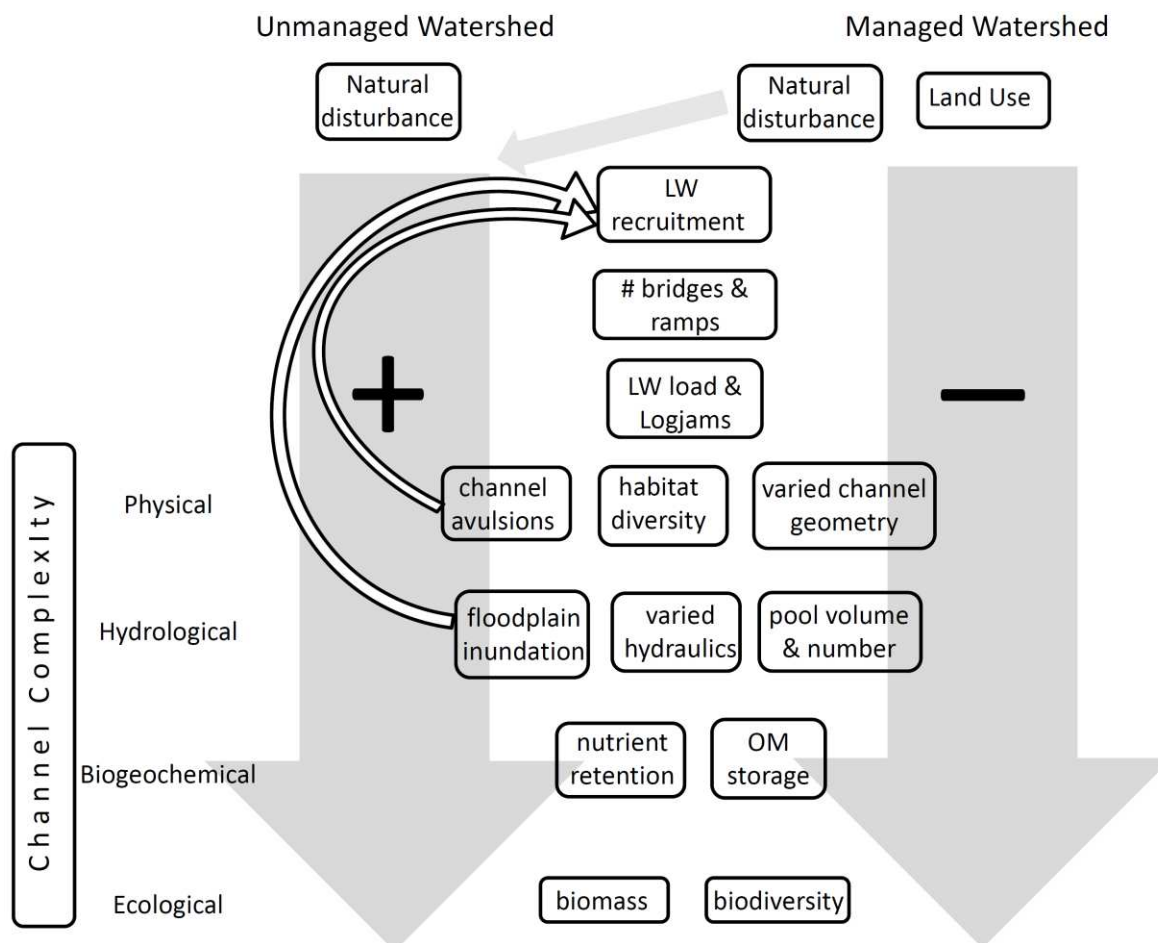 Unmanaged Watershed
Managed Watershed
Natural
disturbance
Natural
disturbance
Land Use
LW
recruitment
# bridges &
ramps
+
LW load &
Logjams
−
Channel ComplexIty
Physical
channel
avulsions
habitat
diversity
varied channel
geometry
Hydrological
floodplain
inundation
varied
hydraulics
pool volume
& number
Biogeochemical
nutrient
retention
OM
storage
Ecological
biomass
biodiversity